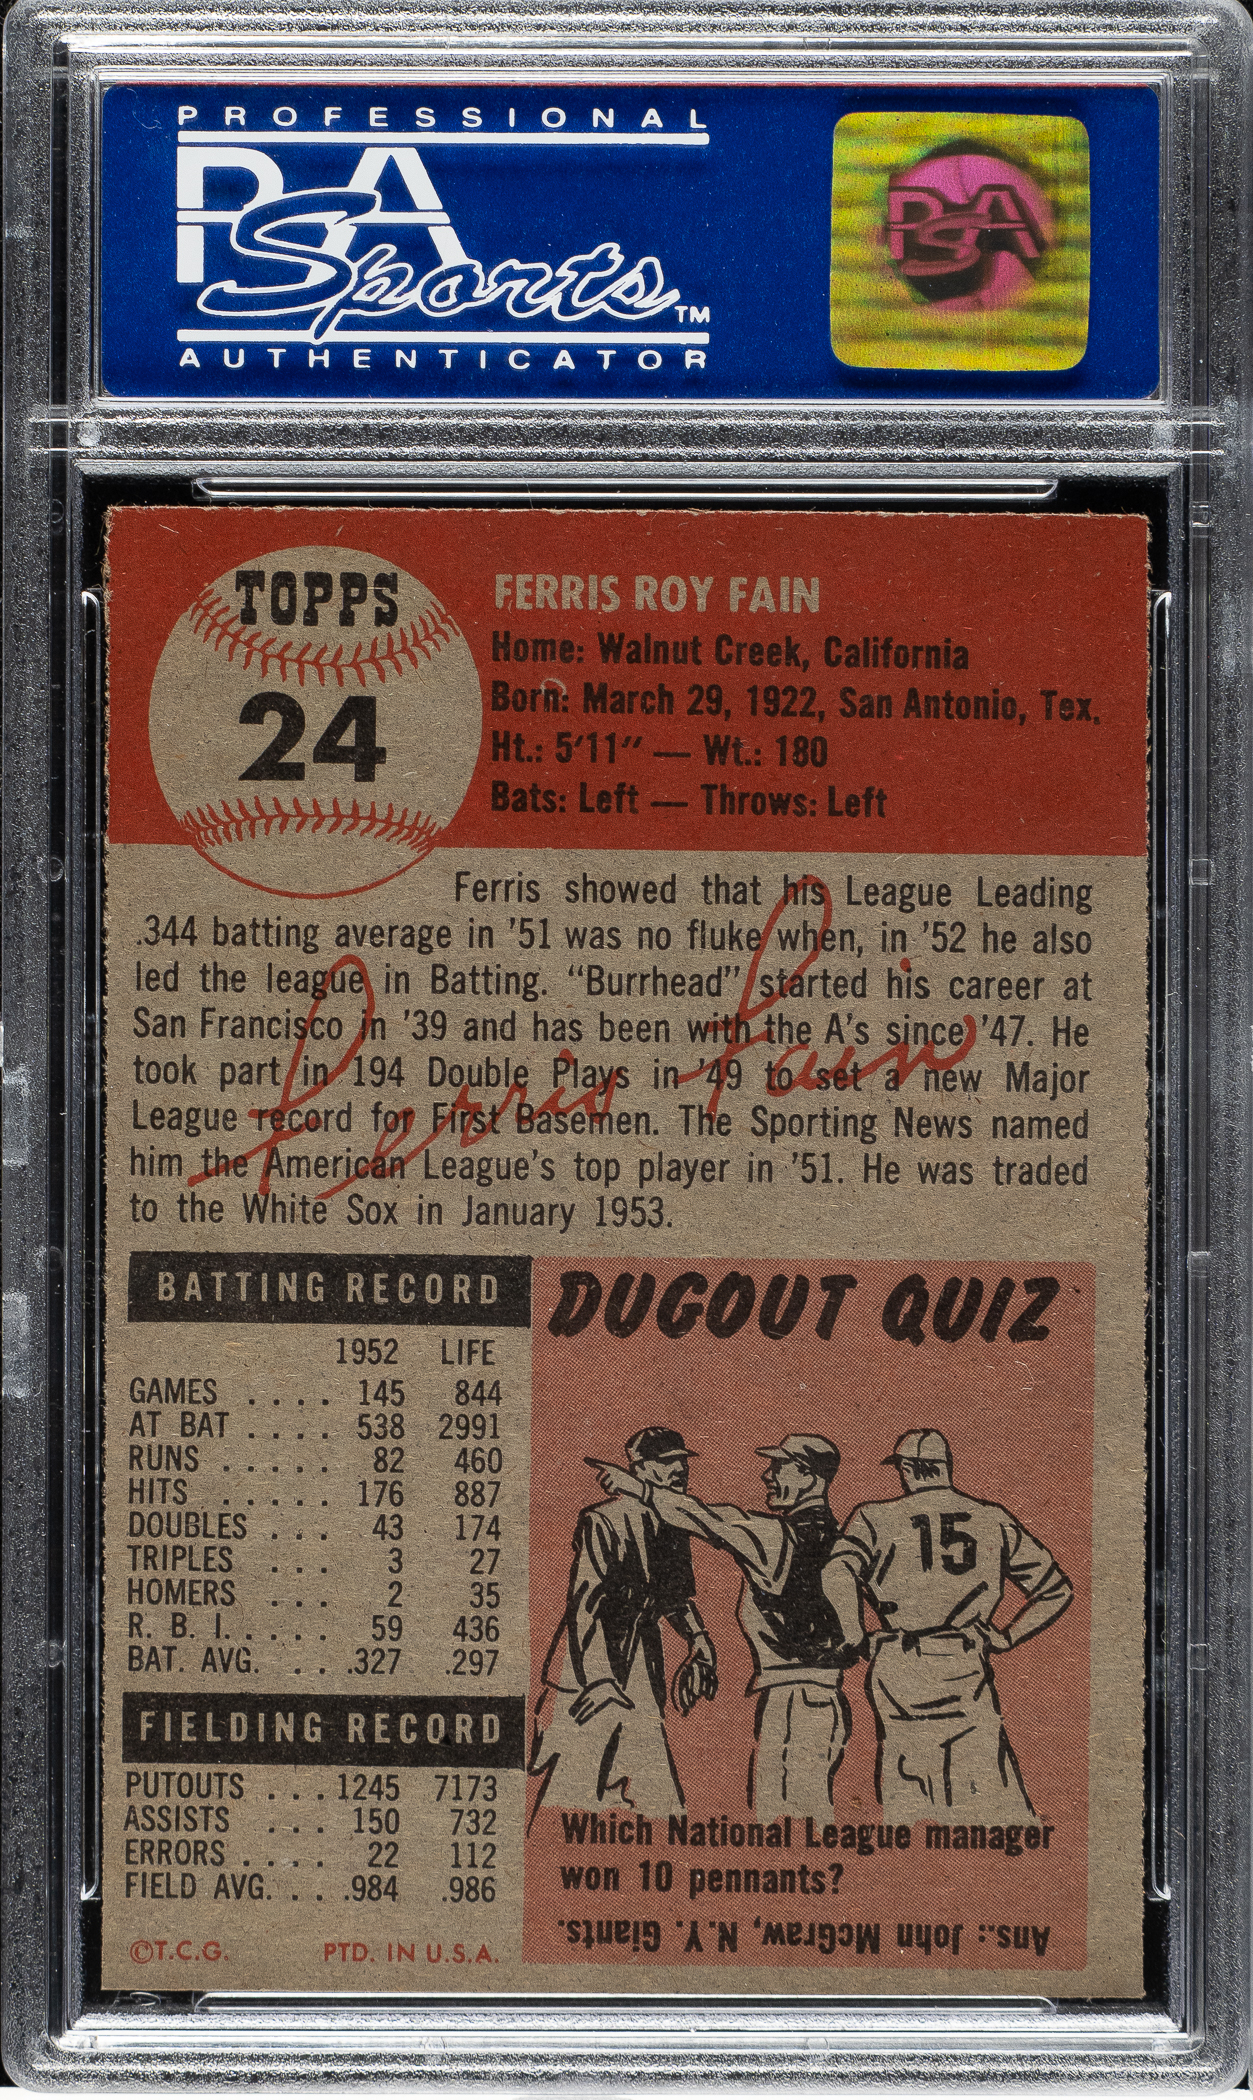 PROFESSIONAL
PSA
Sports™
AUTHENTICATOR
PSA
TOPPS
24
FERRIS ROY FAIN
Home: Walnut Creek, California
Born: March 29, 1922, San Antonio, Tex.
Ht.: 5'11" — Wt.: 180
Bats: Left — Throws: Left
Ferris showed that his League Leading
.344 batting average in '51 was no fluke when, in '52 he also
led the league in Batting. "Burrhead" started his career at
San Francisco in '39 and has been with the A's since '47. He
took part in 194 Double Plays in '49 to set a new Major
League record for First Basemen. The Sporting News named
him the American League's top player in '51. He was traded
to the White Sox in January 1953.
Ferris Fain
BATTING RECORD
1952 LIFE
GAMES . . . . 145 844
AT BAT . . . . 538 2991
RUNS . . . . . 82 460
HITS . . . . . . 176 887
DOUBLES . . . 43 174
TRIPLES . . . 3 27
HOMERS . . . 2 35
R. B. I. . . . . . 59 436
BAT. AVG. . . . .327 .297
FIELDING RECORD
PUTOUTS . . . 1245 7173
ASSISTS . . . 150 732
ERRORS . . . . 22 112
FIELD AVG. . . . .984 .986
©T.C.G. PTD. IN U.S.A.
DUGOUT QUIZ
15
Which National League manager
won 10 pennants?
Ans.: John McGraw, N.Y. Giants.